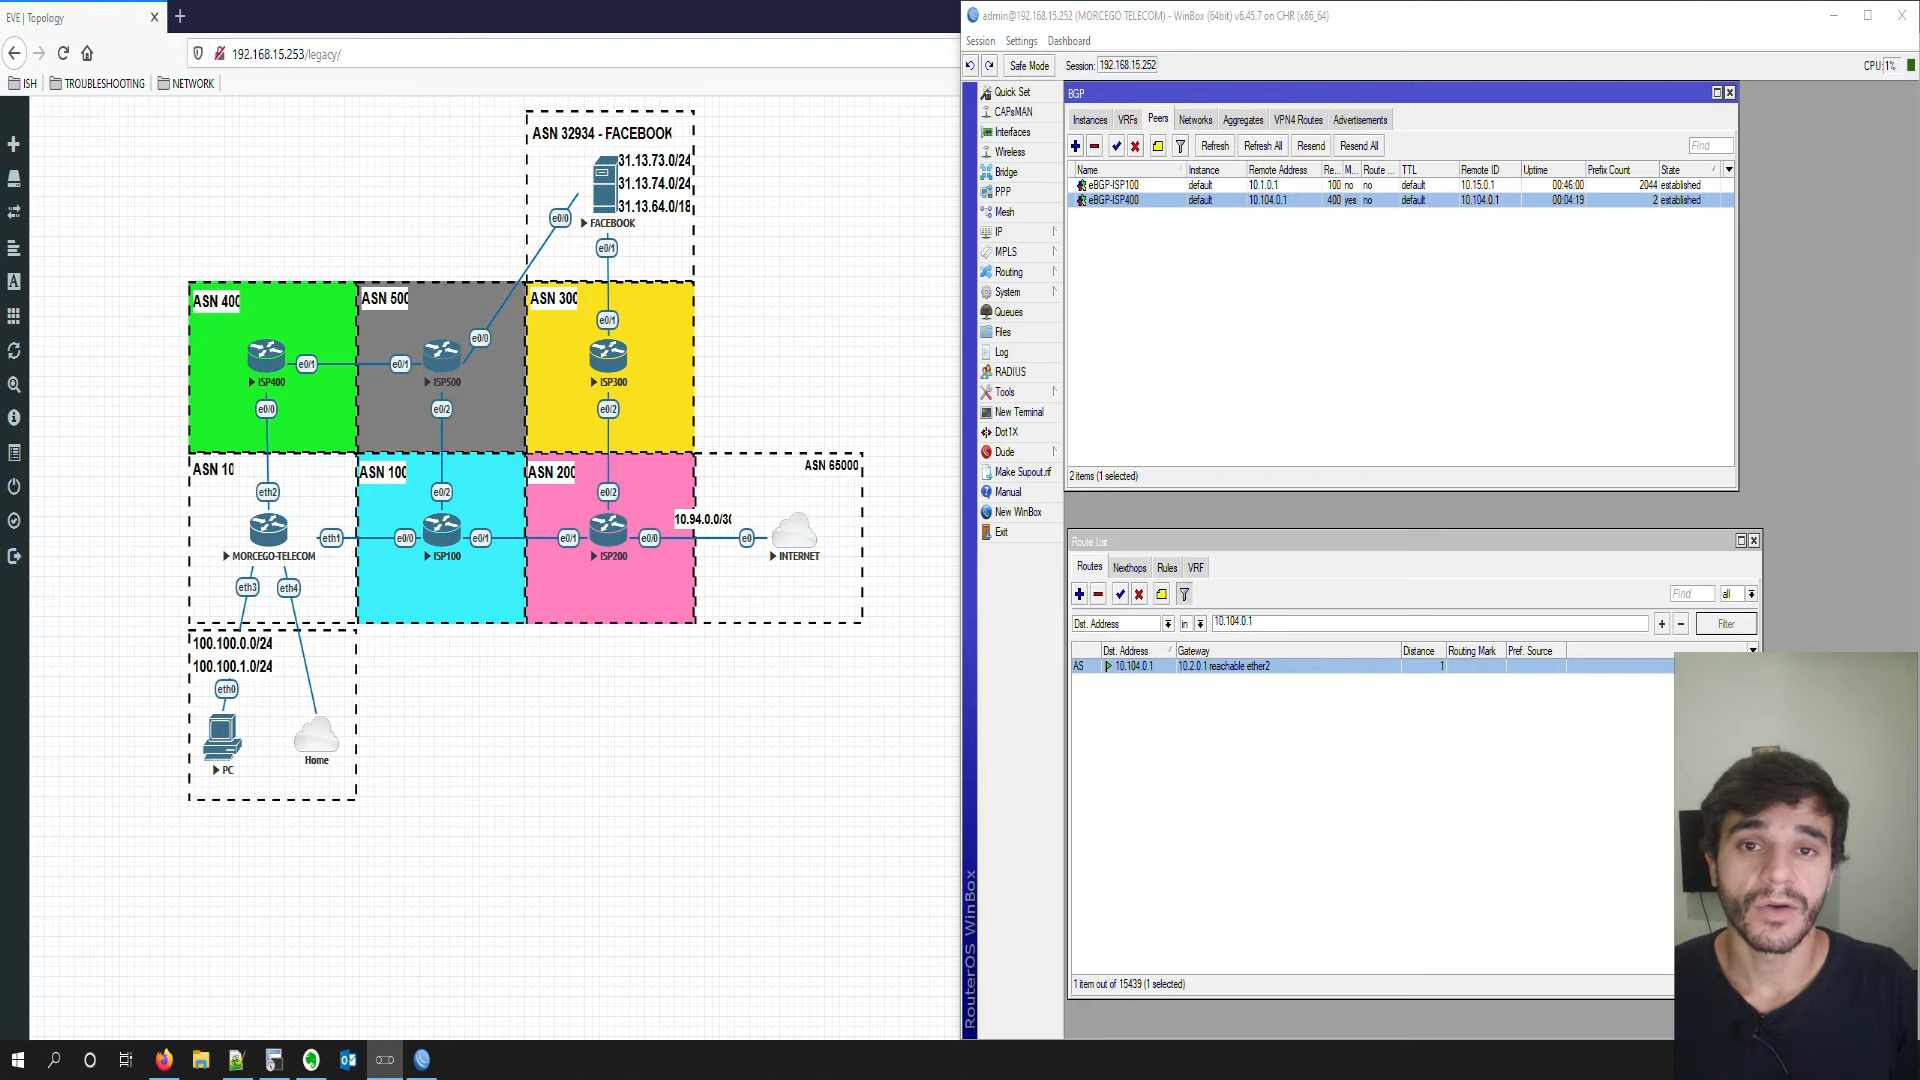 EVE | Topology
192.168.15.253/legacy/
ISH
TROUBLESHOOTING
NETWORK
ASN 32934 - FACEBOOK
31.13.73.0/24
31.13.74.0/24
31.13.64.0/18
e0/0
FACEBOOK
e0/1
ASN 400
ASN 500
ASN 300
e0/1
e0/0
e0/1
e0/1
ISP400
ISP500
ISP300
e0/0
e0/2
e0/2
ASN 10
ASN 100
ASN 200
ASN 65000
eth2
e0/2
e0/2
10.94.0.0/30
eth1
e0/0
e0/1
e0/1
e0/0
e0
MORCEGO-TELECOM
ISP100
ISP200
INTERNET
eth3
eth4
100.100.0.0/24
100.100.1.0/24
eth0
PC
Home
admin@192.168.15.252 (MORCEGO TELECOM) - WinBox (64bit) v6.45.7 on CHR (x86_64)
Session Settings Dashboard
Safe Mode
Session: 192.168.15.252
CPU: 1%
Quick Set
CAPsMAN
Interfaces
Wireless
Bridge
PPP
Mesh
IP
MPLS
Routing
System
Queues
Files
Log
RADIUS
Tools
New Terminal
Dot1X
Dude
Make Supout.rif
Manual
New WinBox
Exit
RouterOS WinBox
BGP
Instances VRFs Peers Networks Aggregates VPN4 Routes Advertisements
Refresh Refresh All Resend Resend All
Find
Name Instance Remote Address Re... M... Route ... TTL Remote ID Uptime Prefix Count State
eBGP-ISP100 default 10.1.0.1 100 no no default 10.15.0.1 00:46:00 2044 established
eBGP-ISP400 default 10.104.0.1 400 yes no default 10.104.0.1 00:04:19 2 established
2 items (1 selected)
Route List
Routes Nexthops Rules VRF
Find all
Dst. Address in 10.104.0.1 Filter
Dst. Address Gateway Distance Routing Mark Pref. Source
AS 10.104.0.1 10.2.0.1 reachable ether2 1
1 item out of 15439 (1 selected)